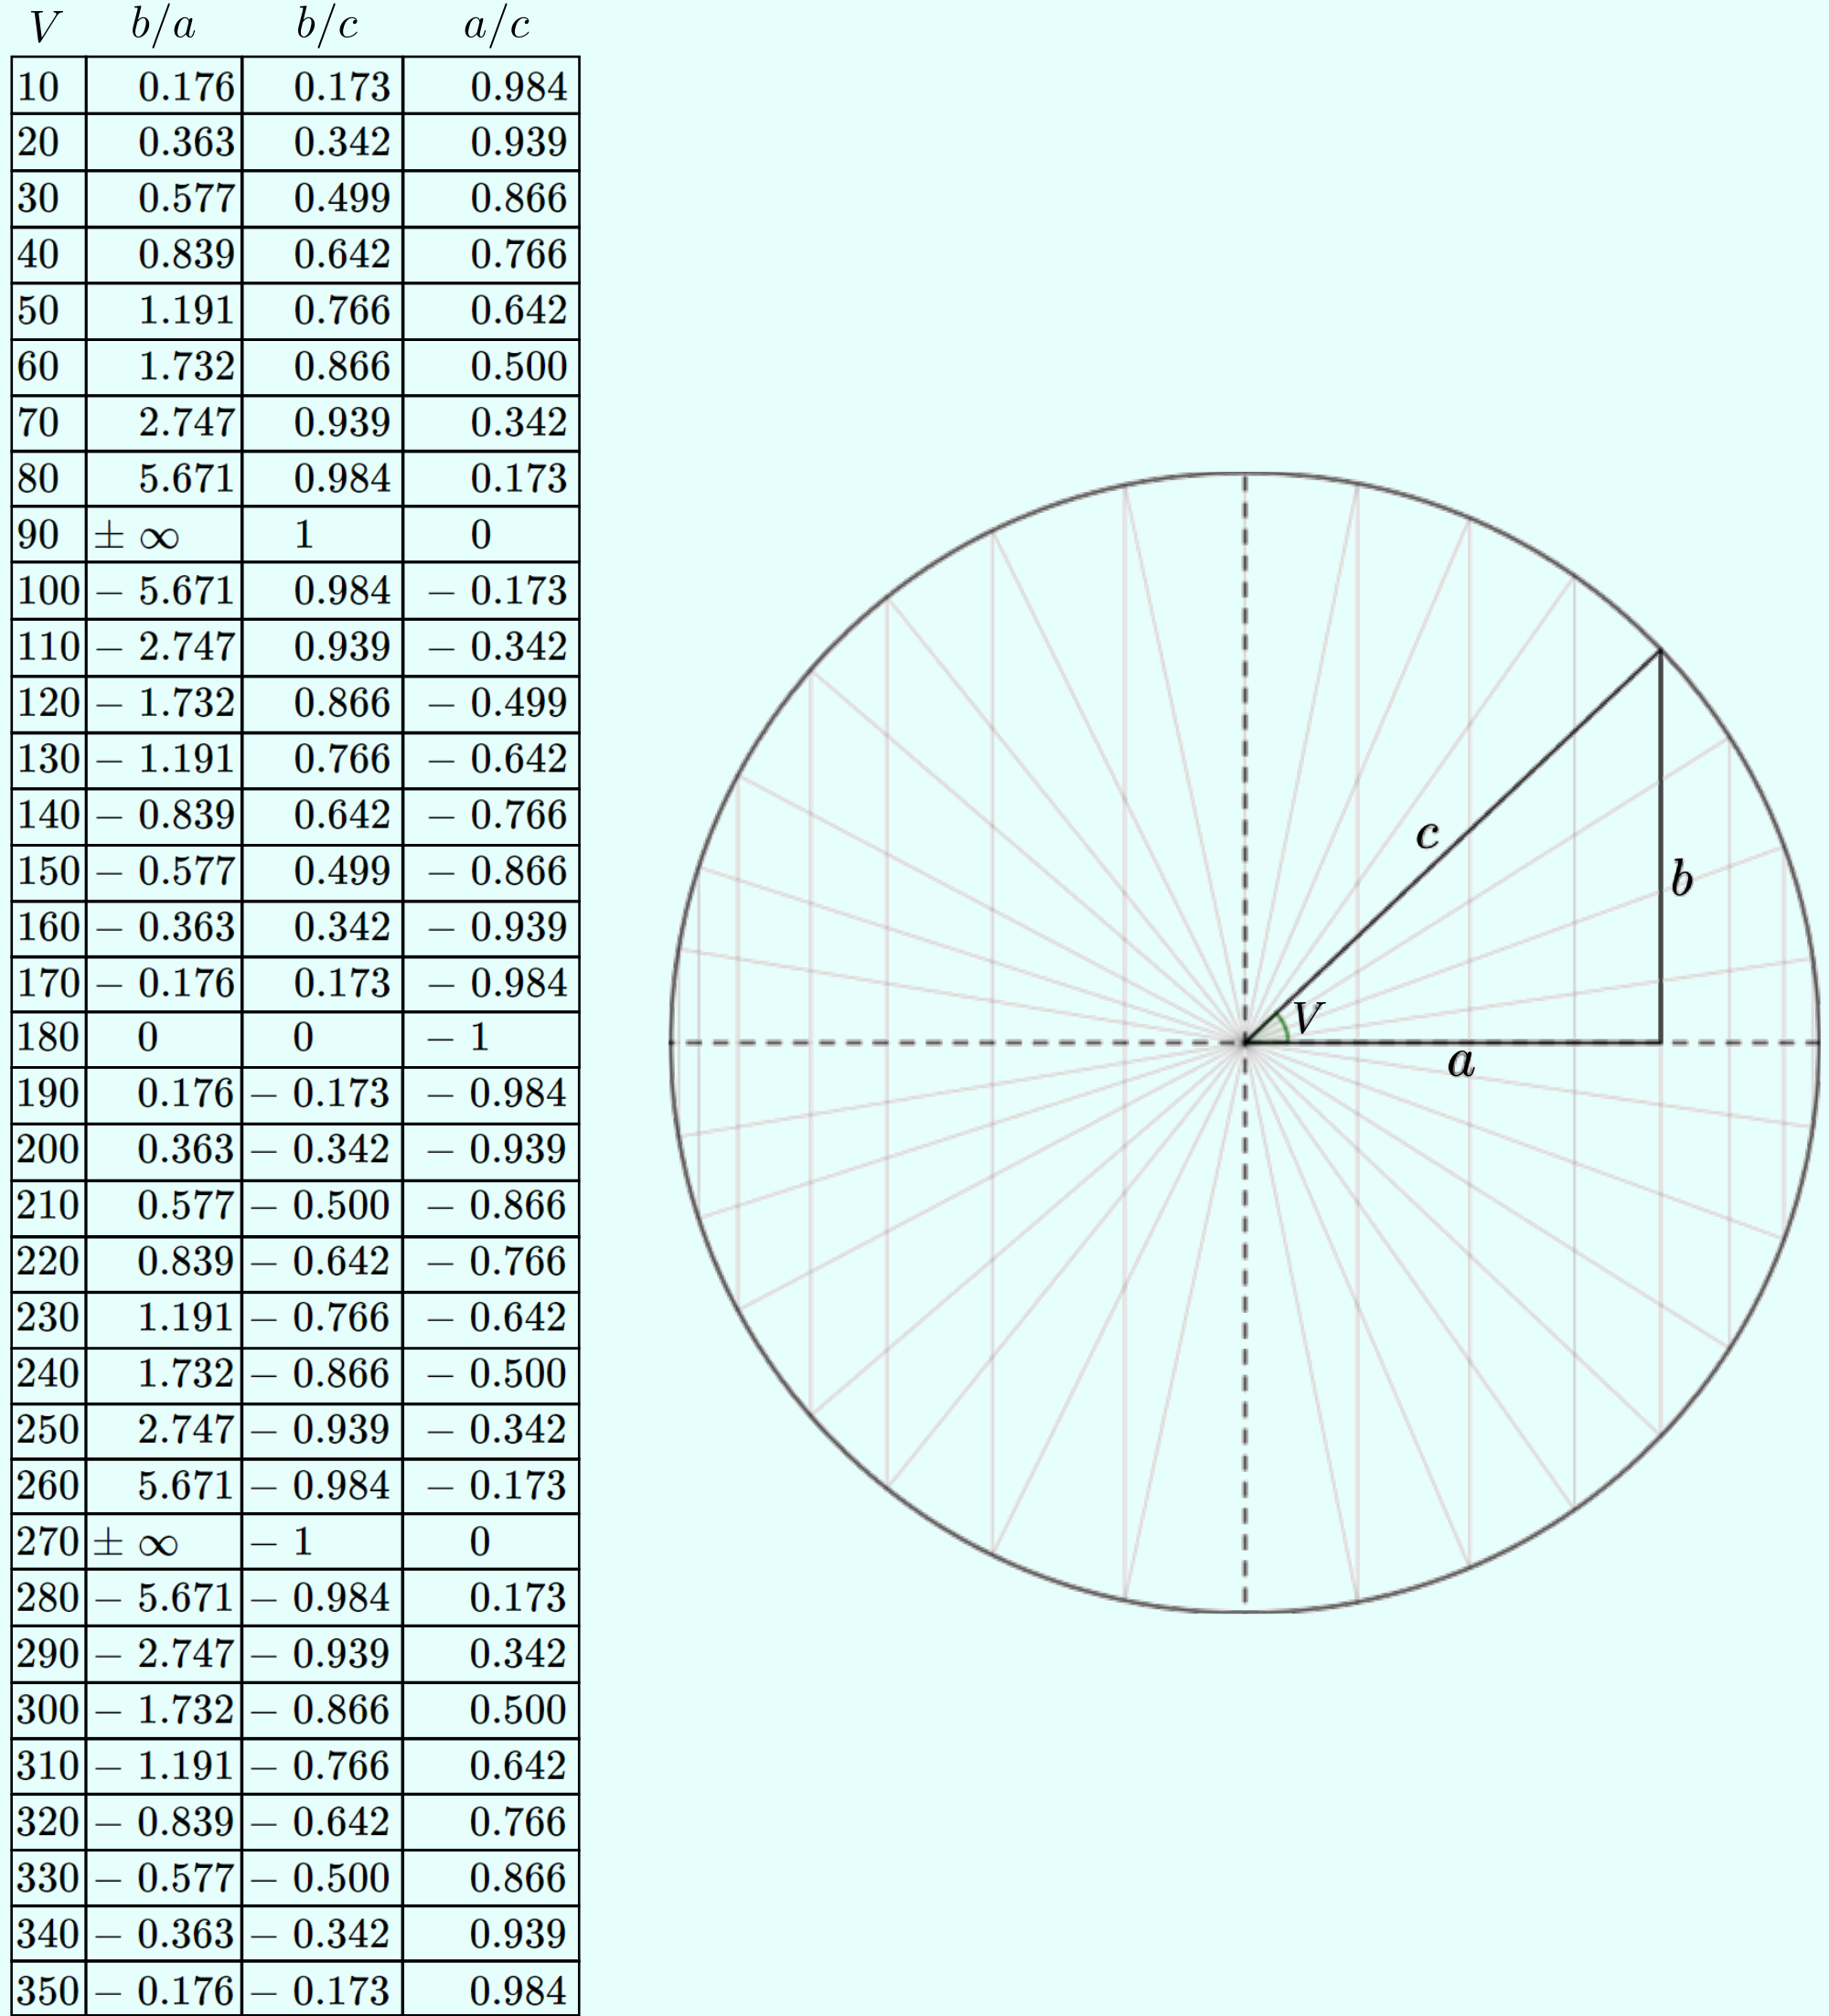 V b/a b/c a/c
10 0.176 0.173 0.984
20 0.363 0.342 0.939
30 0.577 0.499 0.866
40 0.839 0.642 0.766
50 1.191 0.766 0.642
60 1.732 0.866 0.500
70 2.747 0.939 0.342
80 5.671 0.984 0.173
90 ± ∞ 1 0
100 − 5.671 0.984 − 0.173
110 − 2.747 0.939 − 0.342
120 − 1.732 0.866 − 0.499
130 − 1.191 0.766 − 0.642
140 − 0.839 0.642 − 0.766
150 − 0.577 0.499 − 0.866
160 − 0.363 0.342 − 0.939
170 − 0.176 0.173 − 0.984
180 0 0 − 1
190 0.176 − 0.173 − 0.984
200 0.363 − 0.342 − 0.939
210 0.577 − 0.500 − 0.866
220 0.839 − 0.642 − 0.766
230 1.191 − 0.766 − 0.642
240 1.732 − 0.866 − 0.500
250 2.747 − 0.939 − 0.342
260 5.671 − 0.984 − 0.173
270 ± ∞ − 1 0
280 − 5.671 − 0.984 0.173
290 − 2.747 − 0.939 0.342
300 − 1.732 − 0.866 0.500
310 − 1.191 − 0.766 0.642
320 − 0.839 − 0.642 0.766
330 − 0.577 − 0.500 0.866
340 − 0.363 − 0.342 0.939
350 − 0.176 − 0.173 0.984
c
b
V
a